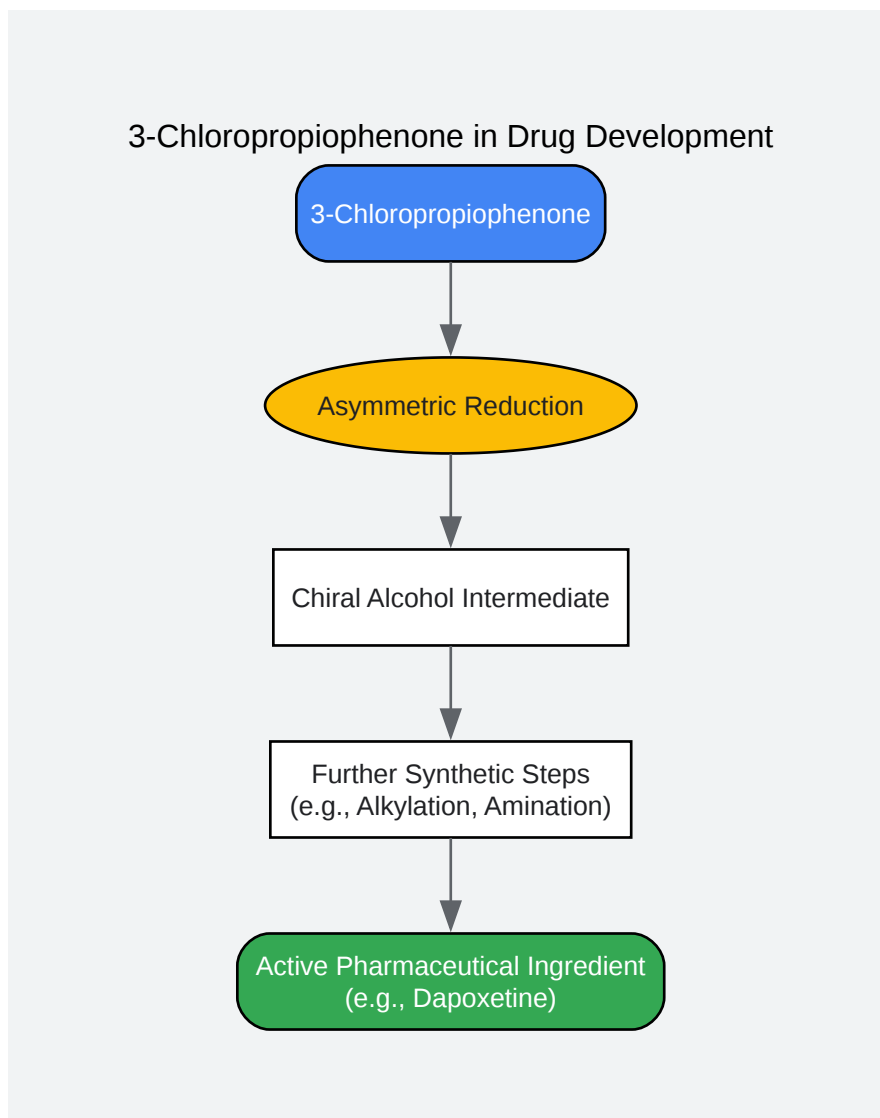 3-Chloropropiophenone in Drug Development
3-Chloropropiophenone
Asymmetric Reduction
Chiral Alcohol Intermediate
Further Synthetic Steps
(e.g., Alkylation, Amination)
Active Pharmaceutical Ingredient
(e.g., Dapoxetine)